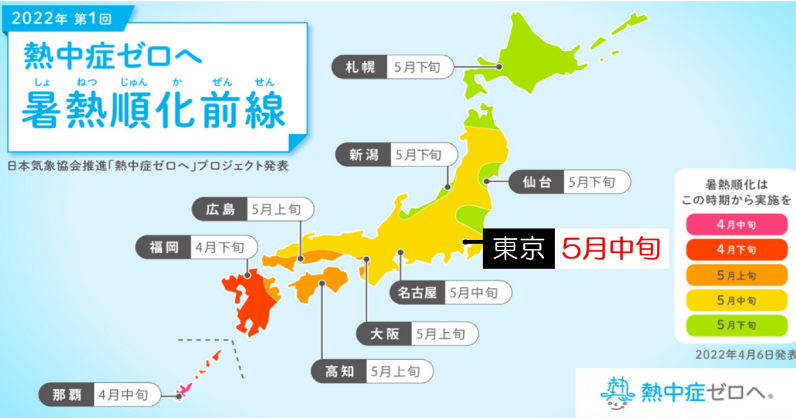 2022年 第1回
熱中症ゼロへ
しょ ねつ じゅん か ぜん せん
暑熱順化前線
日本気象協会推進「熱中症ゼロへ」プロジェクト発表
札幌 5月下旬
新潟 5月下旬
仙台 5月下旬
広島 5月上旬
福岡 4月下旬
東京 5月中旬
名古屋 5月中旬
大阪 5月上旬
高知 5月上旬
那覇 4月中旬
暑熱順化は
この時期から実施を
4月中旬
4月下旬
5月上旬
5月中旬
5月下旬
2022年4月6日発表
熱中症ゼロへ。